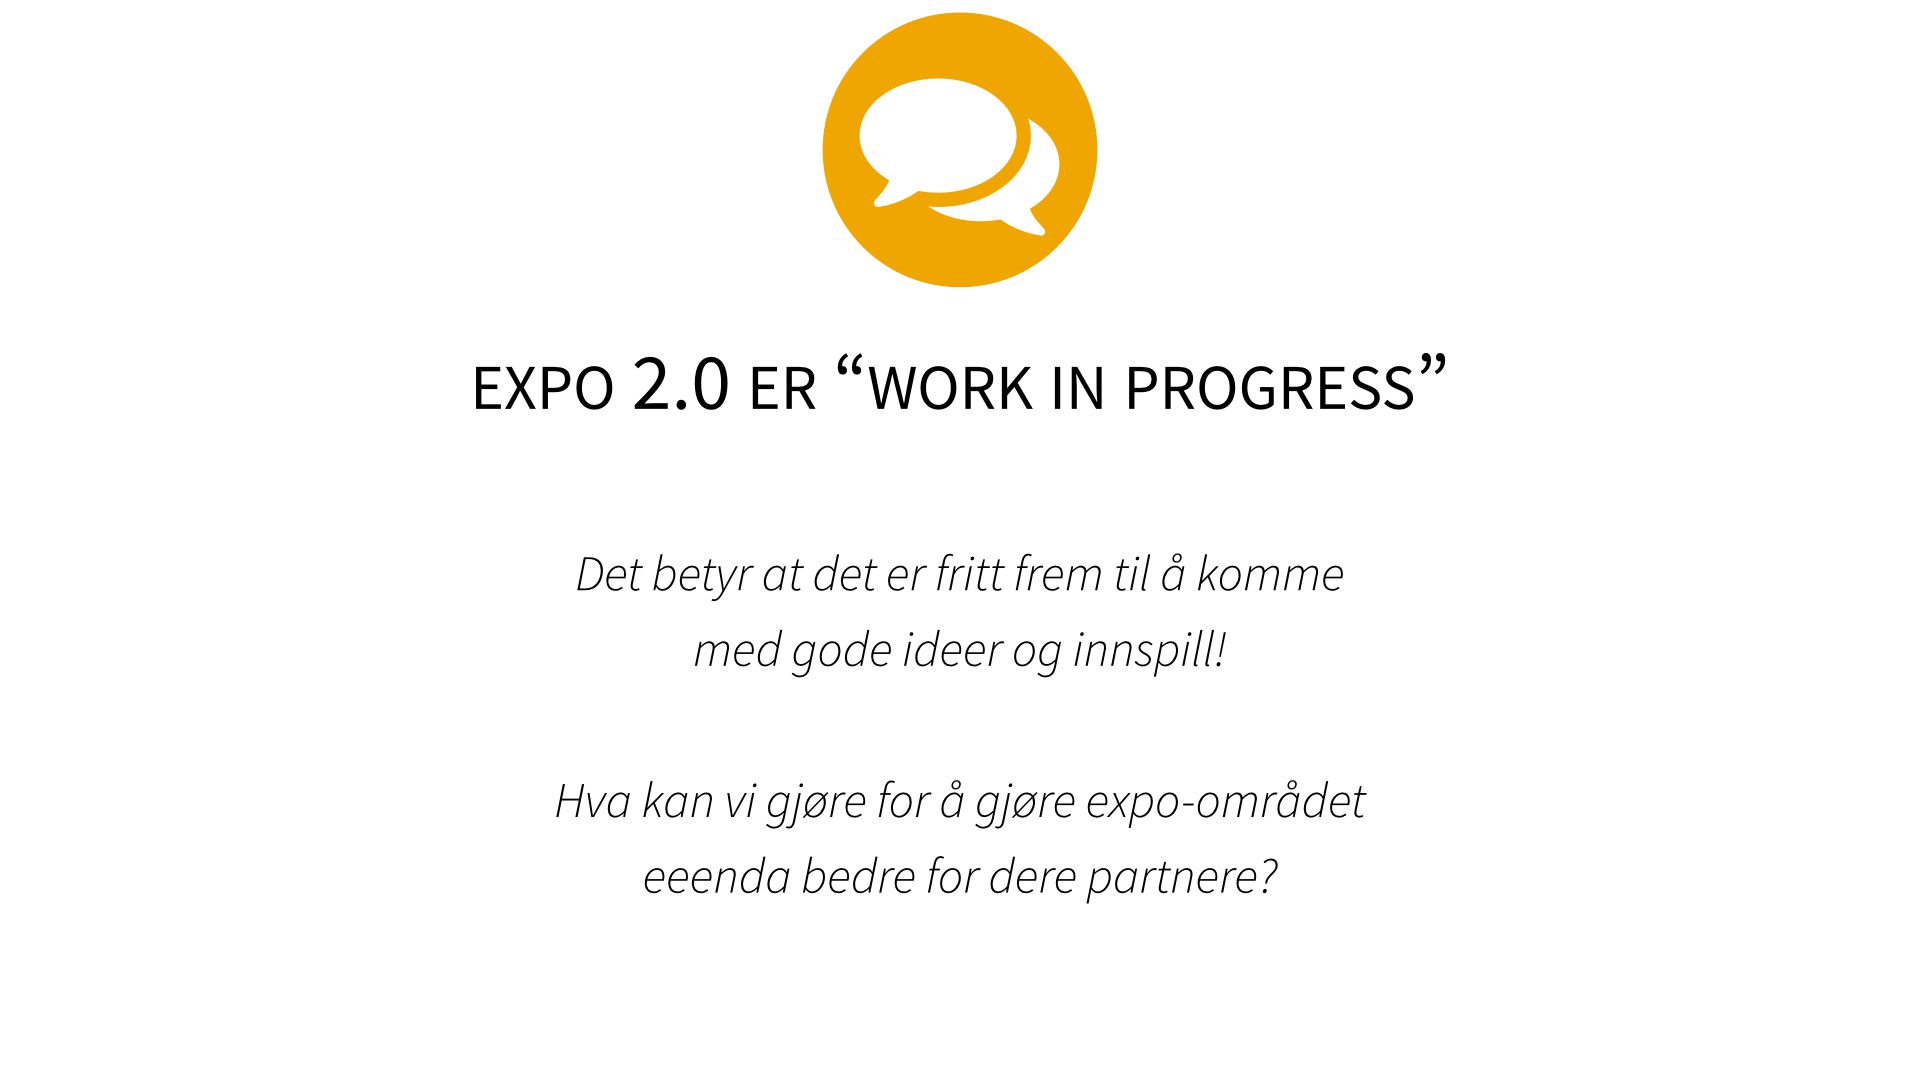 EXPO 2.0 ER “WORK IN PROGRESS”
Det betyr at det er fritt frem til å komme
med gode ideer og innspill!
Hva kan vi gjøre for å gjøre expo-området
eeenda bedre for dere partnere?